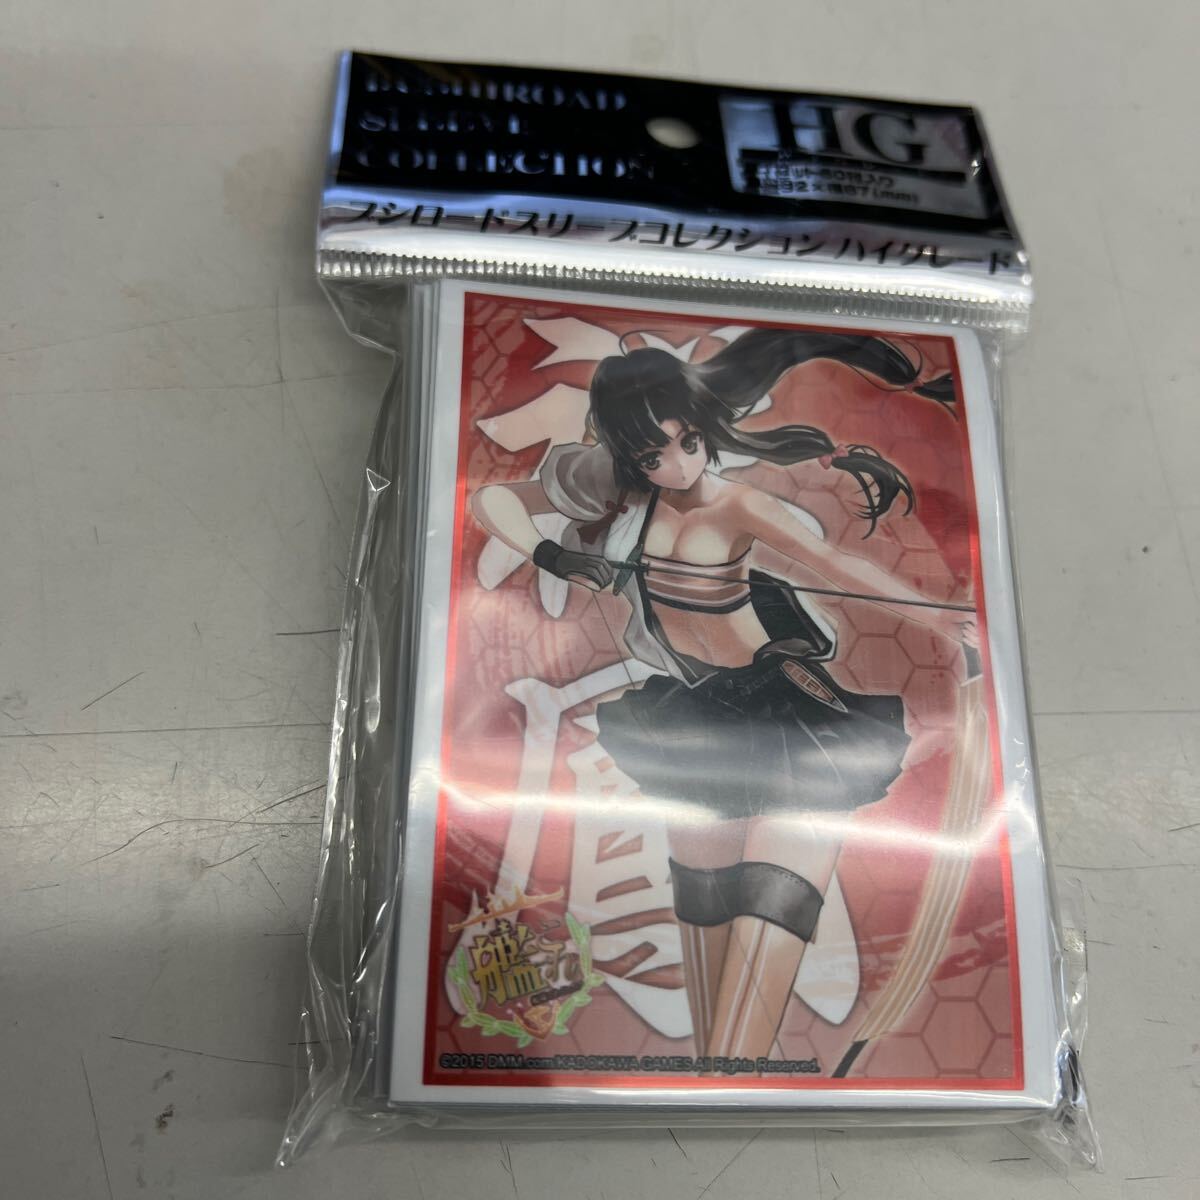 BUSHIROAD
SLEEVE
COLLECTION
HG
ブシロードスリーブコレクション ハイグレード
艦これ
©2015 DMM.com/KADOKAWA GAMES All Rights Reserved.